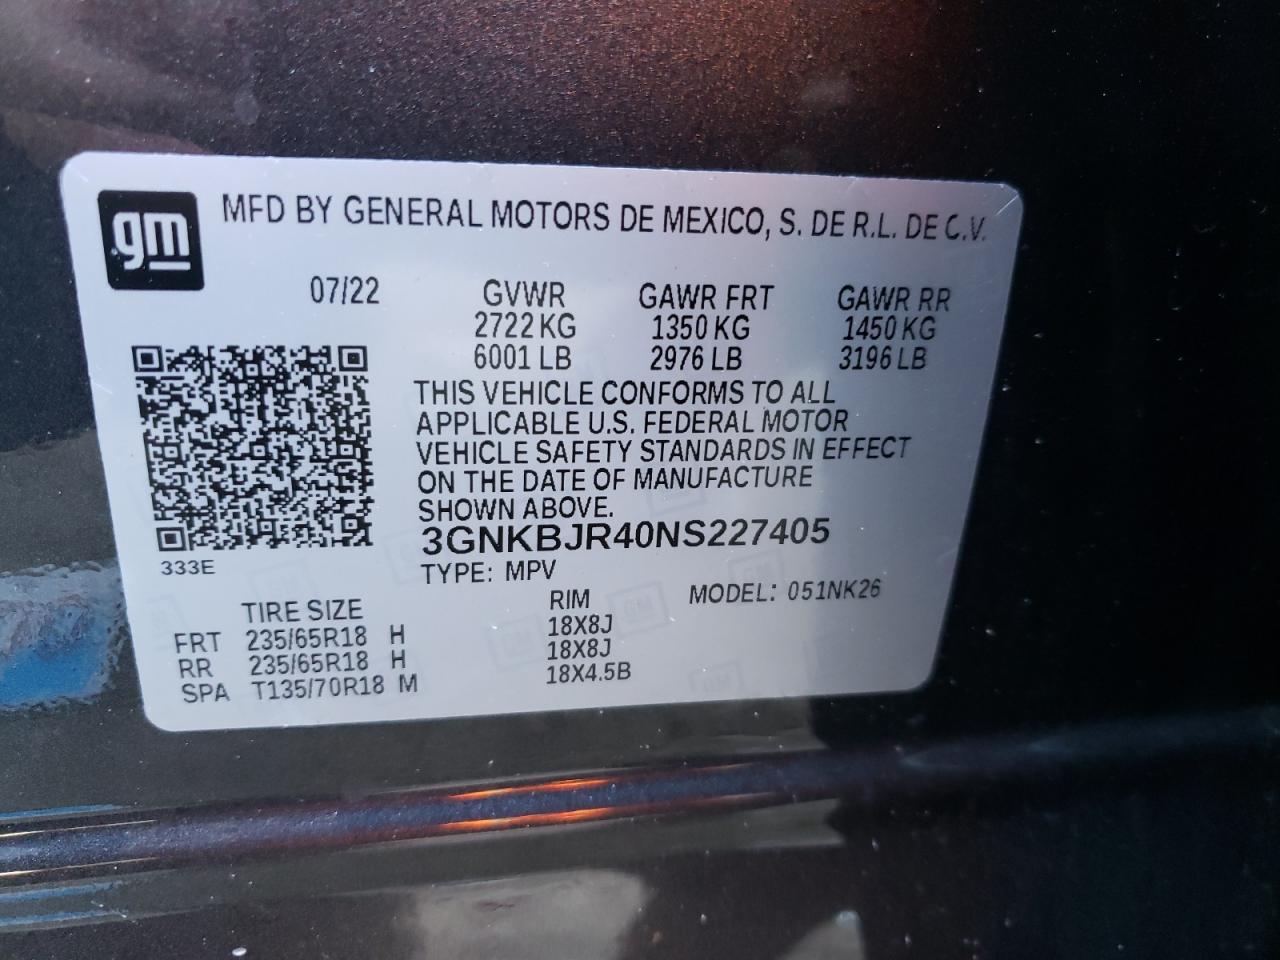 gm
MFD BY GENERAL MOTORS DE MEXICO, S. DE R.L. DE C.V.
07/22 GVWR GAWR FRT GAWR RR
2722 KG 1350 KG 1450 KG
6001 LB 2976 LB 3196 LB
THIS VEHICLE CONFORMS TO ALL
APPLICABLE U.S. FEDERAL MOTOR
VEHICLE SAFETY STANDARDS IN EFFECT
ON THE DATE OF MANUFACTURE
SHOWN ABOVE.
3GNKBJR40NS227405
333E
TYPE: MPV MODEL: 051NK26
TIRE SIZE RIM
FRT 235/65R18 H 18X8J
RR 235/65R18 H 18X8J
SPA T135/70R18 M 18X4.5B